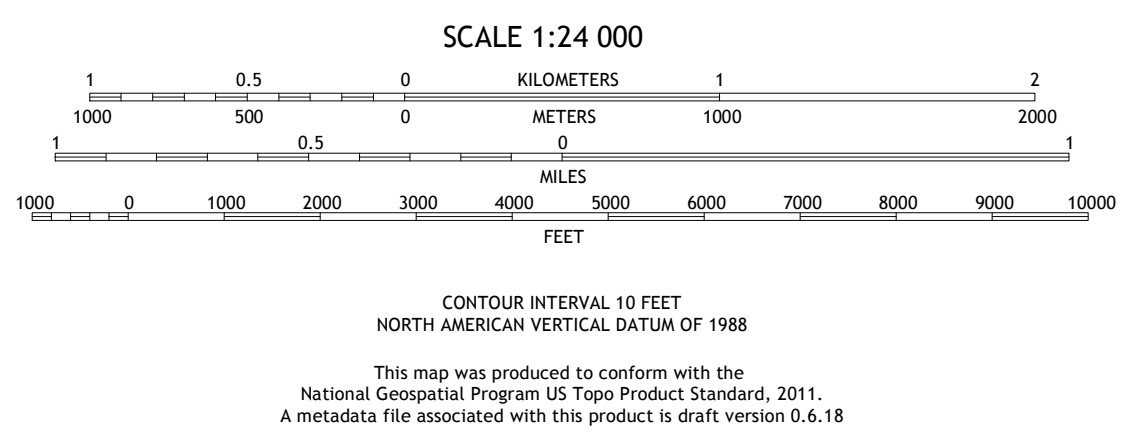 SCALE 1:24 000
1 0.5 0 KILOMETERS 1 2
1000 500 0 METERS 1000 2000
1 0.5 0 1
MILES
1000 0 1000 2000 3000 4000 5000 6000 7000 8000 9000 10000
FEET
CONTOUR INTERVAL 10 FEET
NORTH AMERICAN VERTICAL DATUM OF 1988
This map was produced to conform with the
National Geospatial Program US Topo Product Standard, 2011.
A metadata file associated with this product is draft version 0.6.18